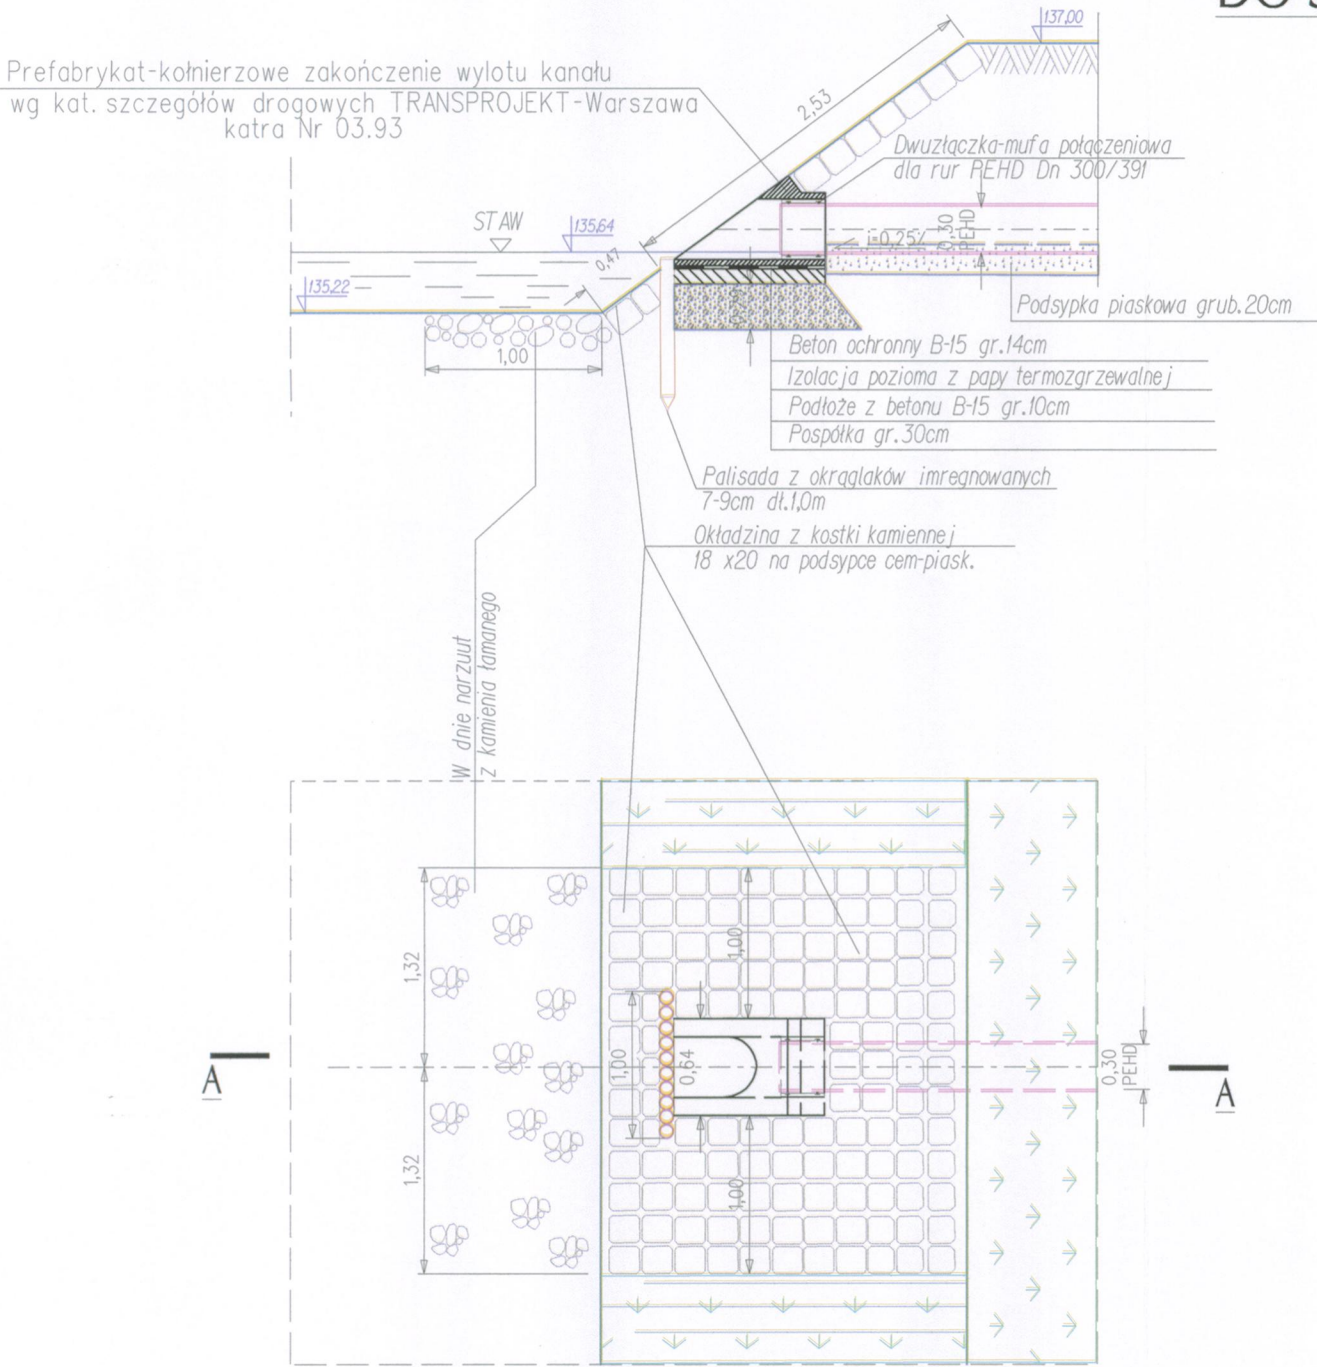 DO S
137,00
Prefabrykat-kołnierzowe zakończenie wylotu kanału
wg kat. szczegółów drogowych TRANSPROJEKT-Warszawa
katra Nr 03.93
2,53
Dwuzłączka-mufa połączeniowa
dla rur PEHD Dn 300/391
STAW
135,64
0,47
i=0,25%
0,30
PEHD
135,22
Podsypka piaskowa grub.20cm
1,00
Beton ochronny B-15 gr.14cm
Izolacja pozioma z papy termozgrzewalnej
Podłoże z betonu B-15 gr.10cm
Pospółka gr.30cm
Palisada z okrąglaków imregnowanych
7-9cm dł.1,0m
Okładzina z kostki kamiennej
18 x20 na podsypce cem-piask.
W dnie narzuut
z kamienia łamanego
1,32
1,00
1,00
0,64
0,30
PEHD
A
A
1,32
1,00